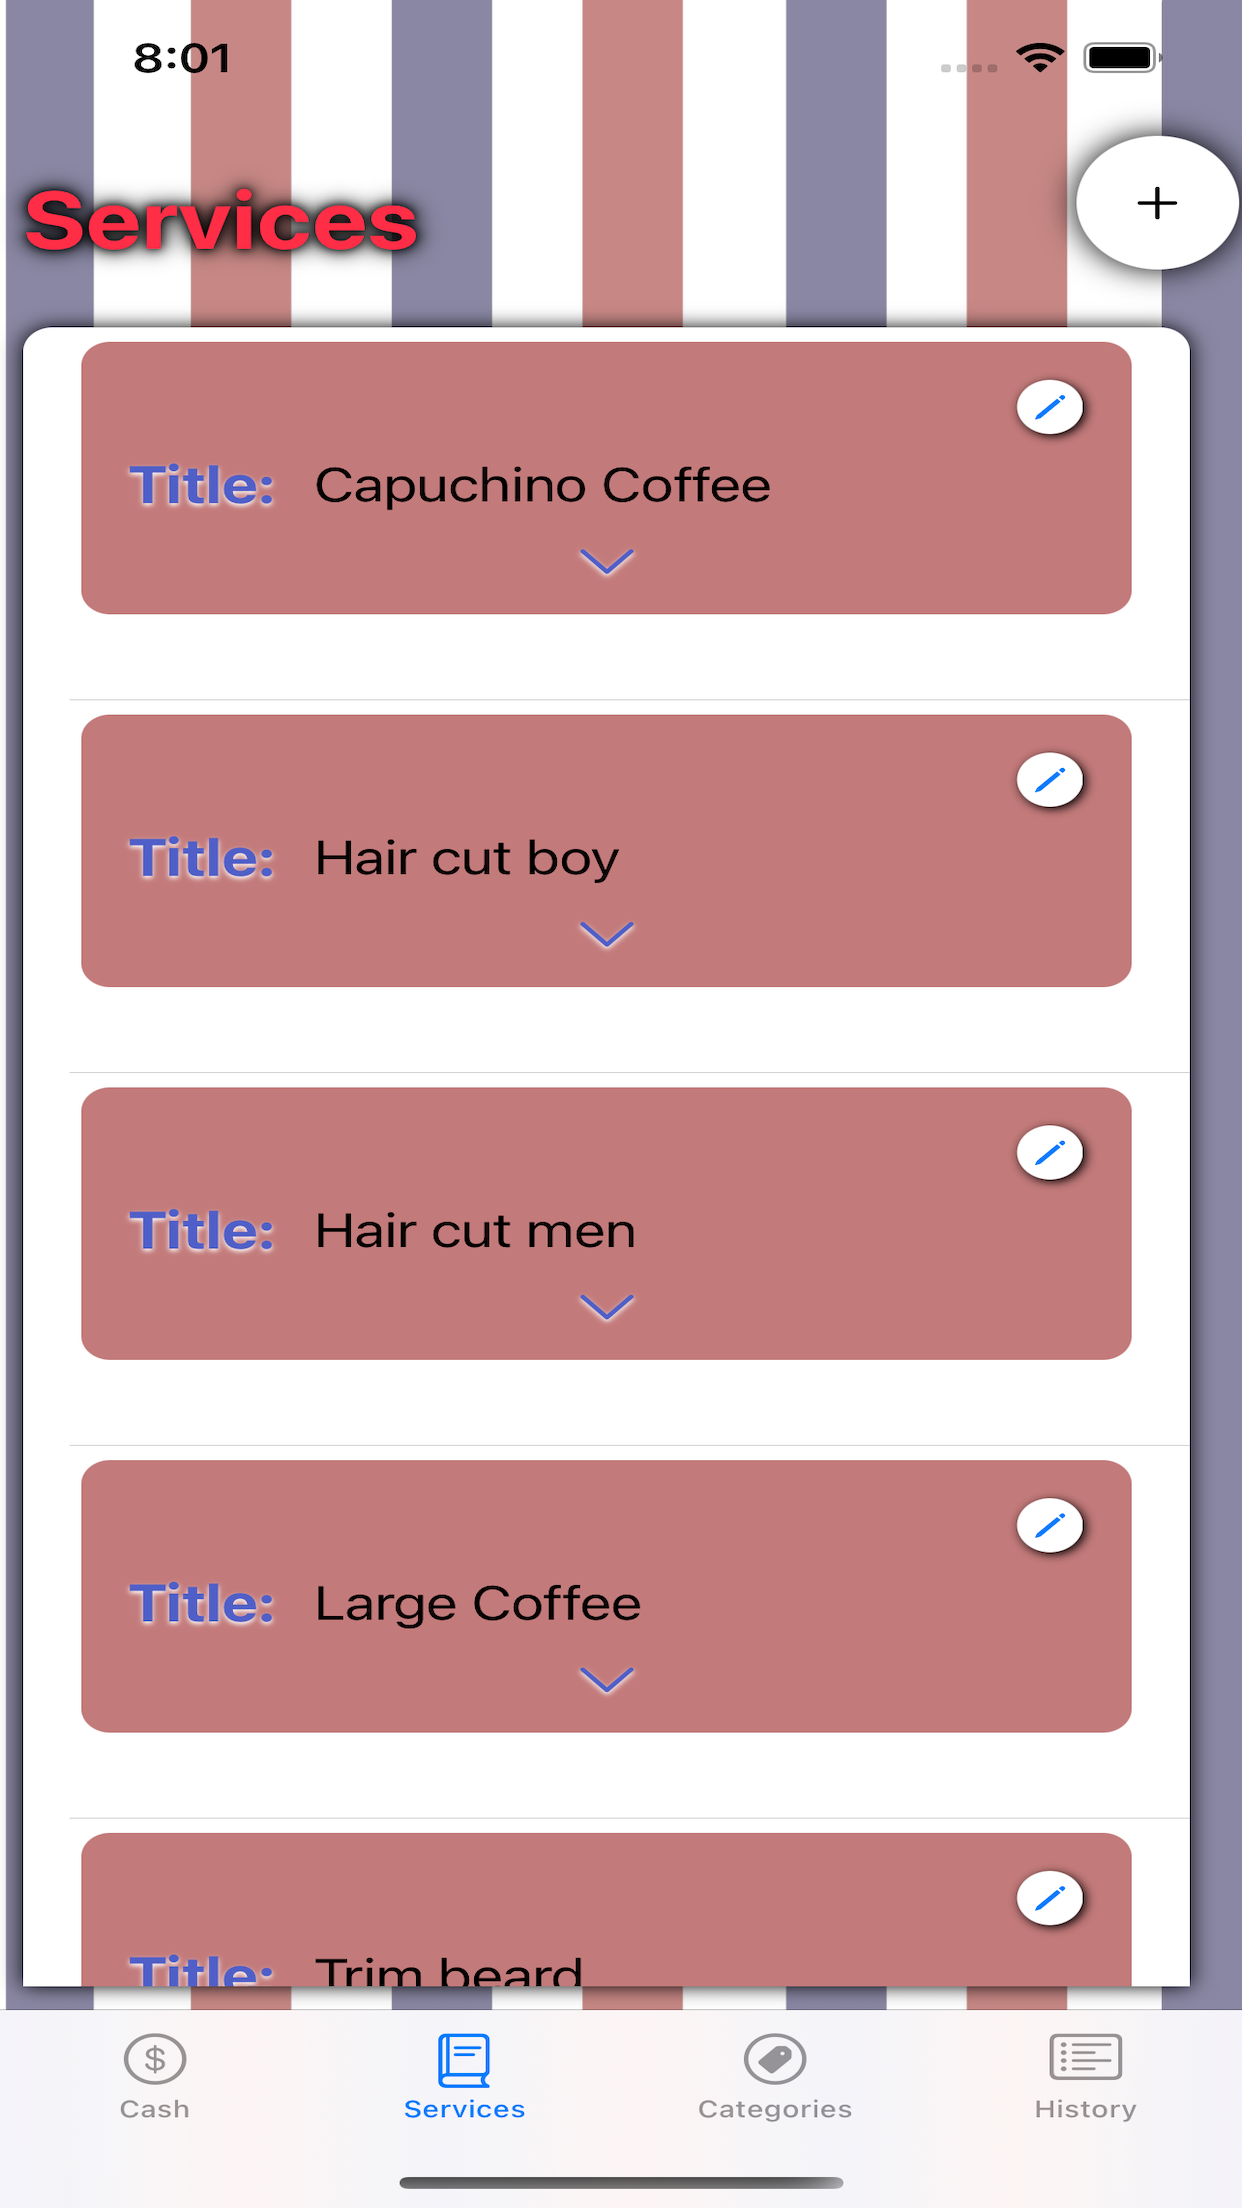 8:01
Services
Title: Capuchino Coffee
Title: Hair cut boy
Title: Hair cut men
Title: Large Coffee
Title: Trim beard
Cash
Services
Categories
History